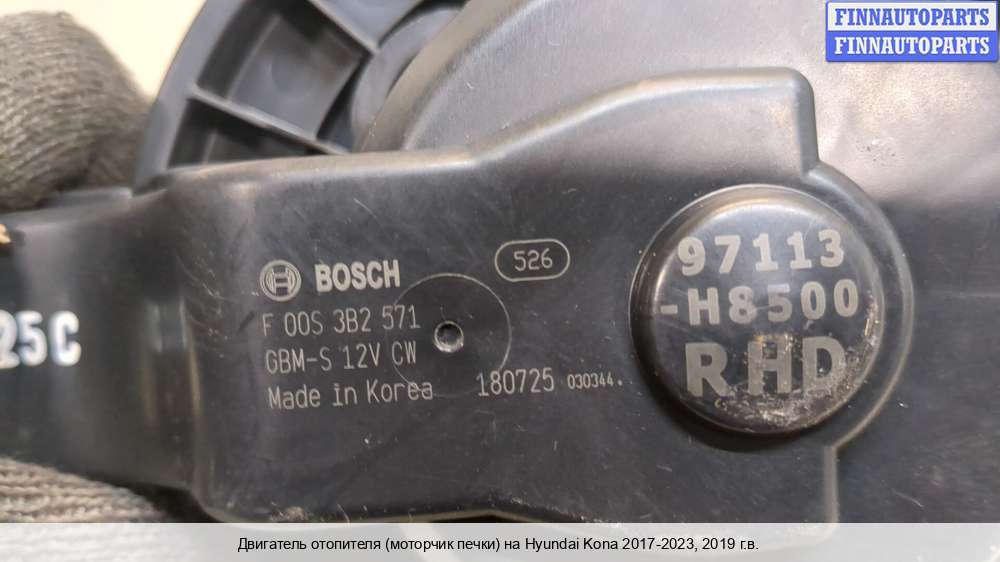 FINNAUTOPARTS
FINNAUTOPARTS
526
BOSCH
F 00S 3B2 571
GBM-S 12V CW
Made in Korea
180725 030344.
97113
-H8500
RHD
25C
Двигатель отопителя (моторчик печки) на Hyundai Kona 2017-2023, 2019 г.в.